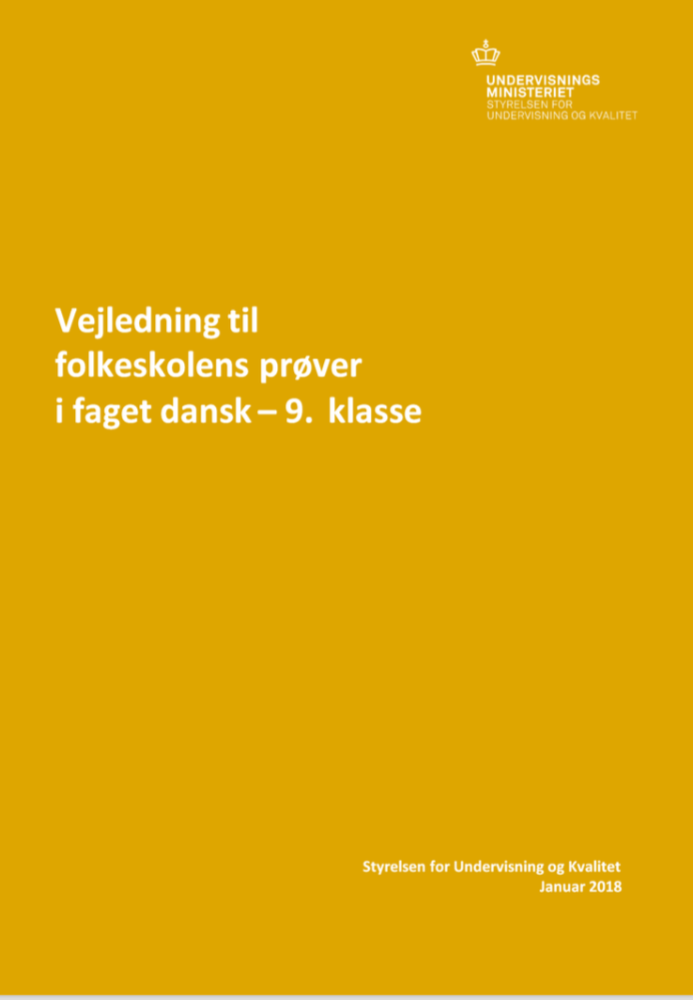 UNDERVISNINGS
MINISTERIET
STYRELSEN FOR
UNDERVISNING OG KVALITET
Vejledning til
folkeskolens prøver
i faget dansk – 9. klasse
Styrelsen for Undervisning og Kvalitet
Januar 2018